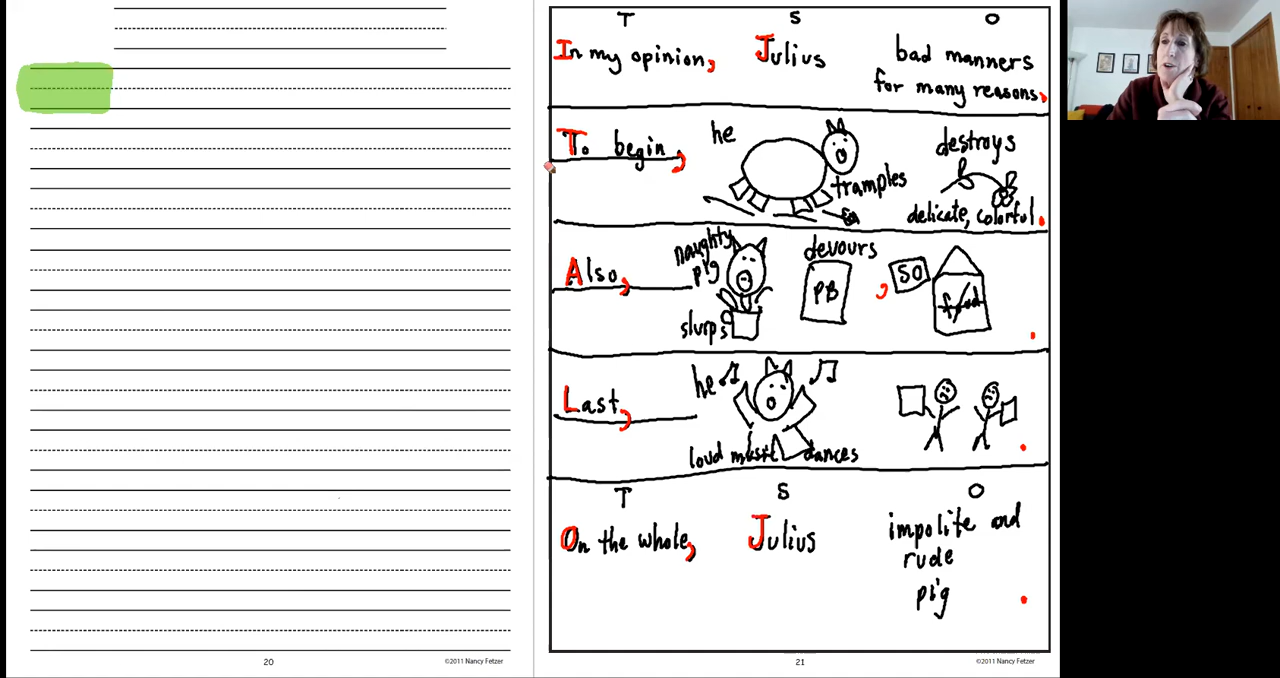 T S O
In my opinion, Julius bad manners
for many reasons.
To begin, he tramples destroys
delicate, colorful.
Also, naughty pig devours
PB , SO food
slurps
.
Last, he
loud music dances
.
T S O
On the whole, Julius impolite and
rude
pig
.
20 ©2011 Nancy Fetzer
21 ©2011 Nancy Fetzer